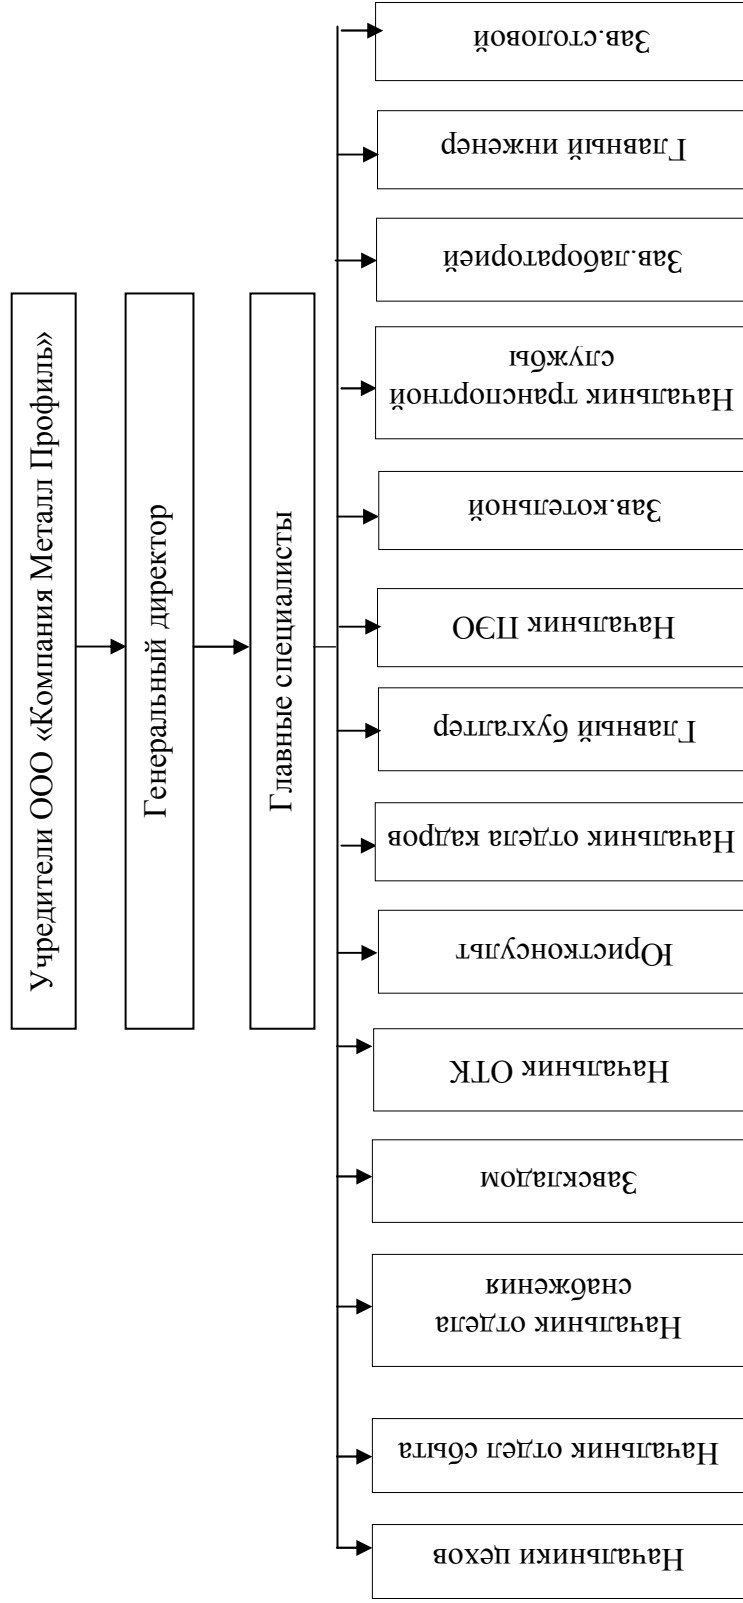 Учредители ООО «Компания Металл Профиль»
Генеральный директор
Главные специалисты
Начальники цехов
Начальник отдел сбыта
Начальник отдела
снабжения
Завскладом
Начальник ОТК
Юристконсульт
Начальник отдела кадров
Главный бухгалтер
Начальник ПЭО
Зав.котельной
Начальник транспортной
службы
Зав.лабораторией
Главный инженер
Зав.столовой